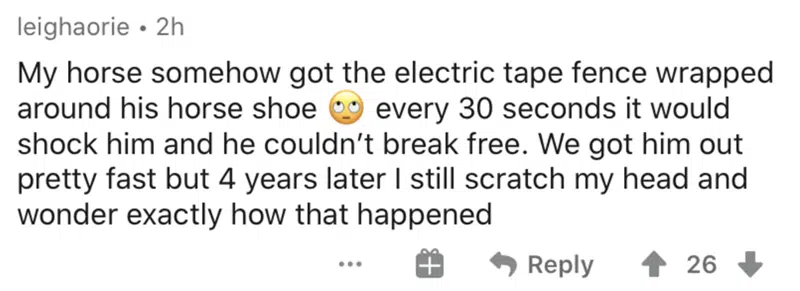 leighaorie • 2h
My horse somehow got the electric tape fence wrapped
around his horse shoe 🙄 every 30 seconds it would
shock him and he couldn't break free. We got him out
pretty fast but 4 years later I still scratch my head and
wonder exactly how that happened
... Reply 26